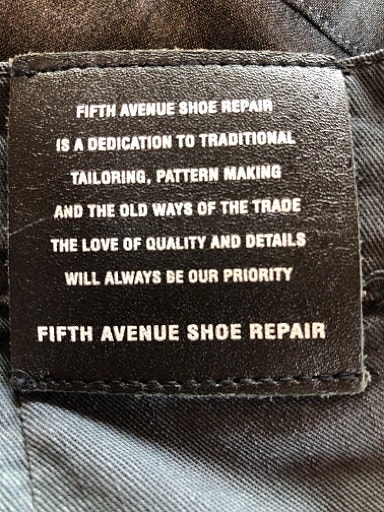 FIFTH AVENUE SHOE REPAIR
IS A DEDICATION TO TRADITIONAL
TAILORING, PATTERN MAKING
AND THE OLD WAYS OF THE TRADE
THE LOVE OF QUALITY AND DETAILS
WILL ALWAYS BE OUR PRIORITY
FIFTH AVENUE SHOE REPAIR